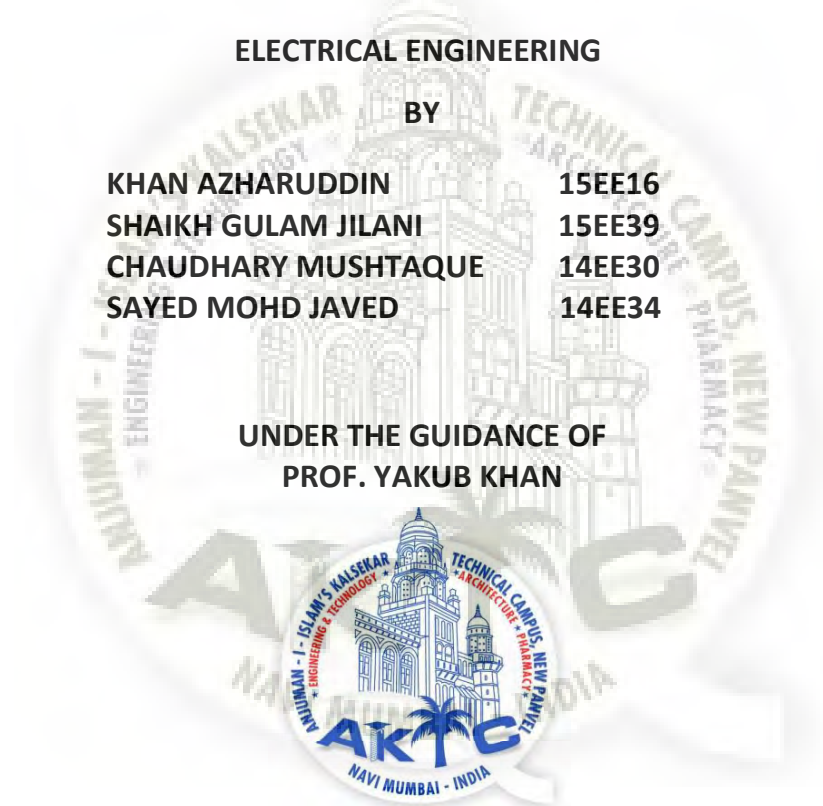 ELECTRICAL ENGINEERING
BY
KHAN AZHARUDDIN 15EE16
SHAIKH GULAM JILANI 15EE39
CHAUDHARY MUSHTAQUE 14EE30
SAYED MOHD JAVED 14EE34
UNDER THE GUIDANCE OF
PROF. YAKUB KHAN
ANJUMAN - I - ISLAM'S KALSEKAR TECHNICAL CAMPUS, NEW PANVEL
ENGINEERING & TECHNOLOGY * * ARCHITECTURE * PHARMACY *
AKTC
NAVI MUMBAI - INDIA